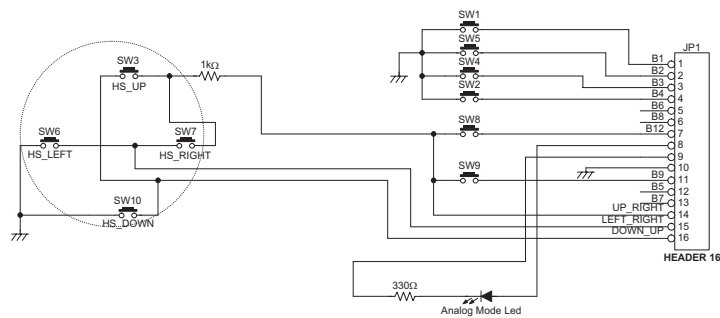 SW1
SW5
SW4
SW2
JP1
B1
1
B2
2
B3
3
B4
4
B6
5
B8
6
B12
7
8
9
10
B9
11
B5
12
B7
13
UP_RIGHT
14
LEFT_RIGHT
15
DOWN_UP
16
HEADER 16
SW3
HS_UP
1kΩ
SW6
HS_LEFT
SW7
HS_RIGHT
SW10
HS_DOWN
SW8
SW9
330Ω
Analog Mode Led